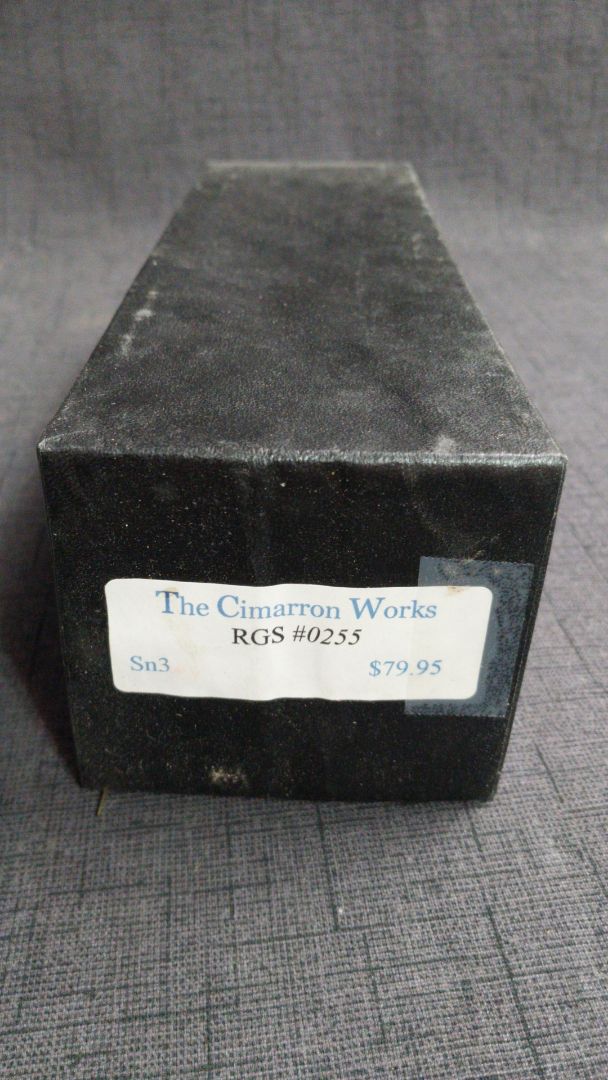 The Cimarron Works
RGS #0255
Sn3 $79.95